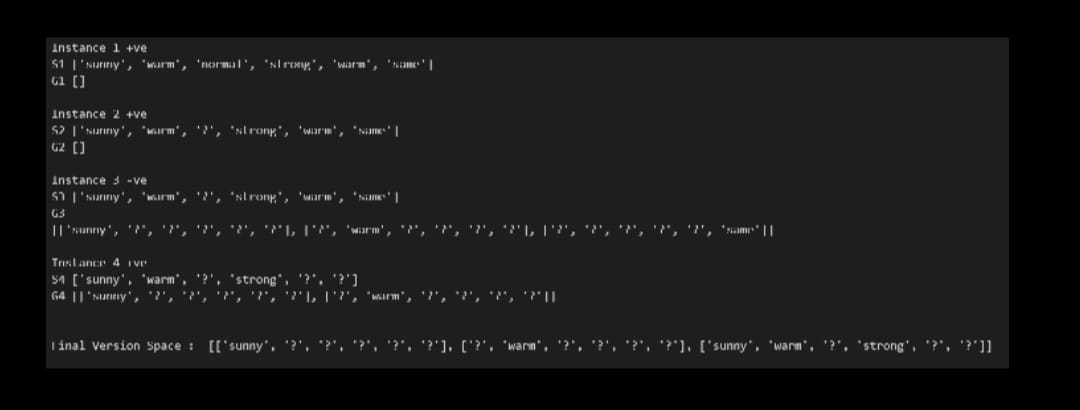 Instance 1 +ve
S1 ['sunny', 'warm', 'normal', 'strong', 'warm', 'same']
G1 []
Instance 2 +ve
S2 ['sunny', 'warm', '?', 'strong', 'warm', 'same']
G2 []
Instance 3 -ve
S3 ['sunny', 'warm', '?', 'strong', 'warm', 'same']
G3
[['sunny', '?', '?', '?', '?', '?'], ['?', 'warm', '?', '?', '?', '?'], ['?', '?', '?', '?', '?', 'same']]
Instance 4 +ve
S4 ['sunny', 'warm', '?', 'strong', '?', '?']
G4 [['sunny', '?', '?', '?', '?', '?'], ['?', 'warm', '?', '?', '?', '?']]
Final Version Space : [['sunny', '?', '?', '?', '?', '?'], ['?', 'warm', '?', '?', '?', '?'], ['sunny', 'warm', '?', 'strong', '?', '?']]